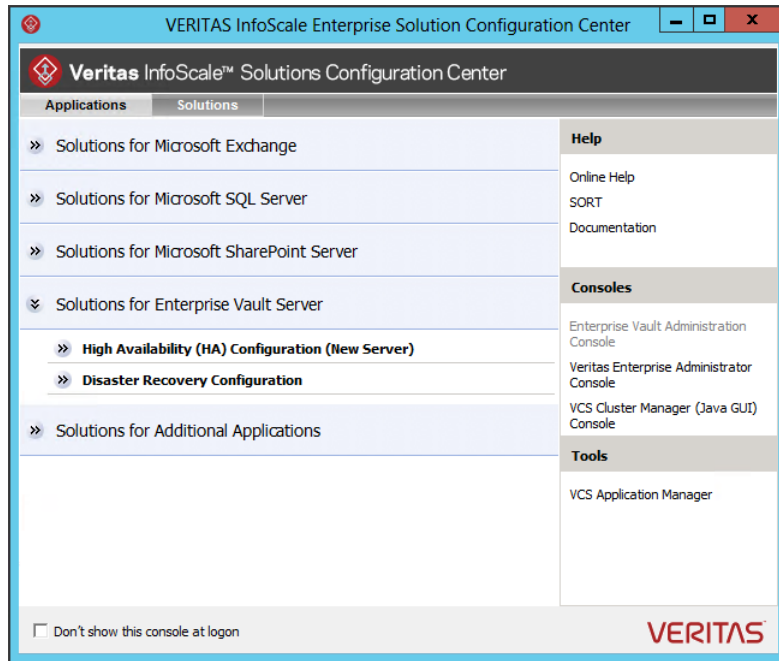 VERITAS InfoScale Enterprise Solution Configuration Center
Veritas InfoScale™ Solutions Configuration Center
Applications
Solutions
Solutions for Microsoft Exchange
Solutions for Microsoft SQL Server
Solutions for Microsoft SharePoint Server
Solutions for Enterprise Vault Server
High Availability (HA) Configuration (New Server)
Disaster Recovery Configuration
Solutions for Additional Applications
Help
Online Help
SORT
Documentation
Consoles
Enterprise Vault Administration
Console
Veritas Enterprise Administrator
Console
VCS Cluster Manager (Java GUI)
Console
Tools
VCS Application Manager
Don't show this console at logon
VERITAS